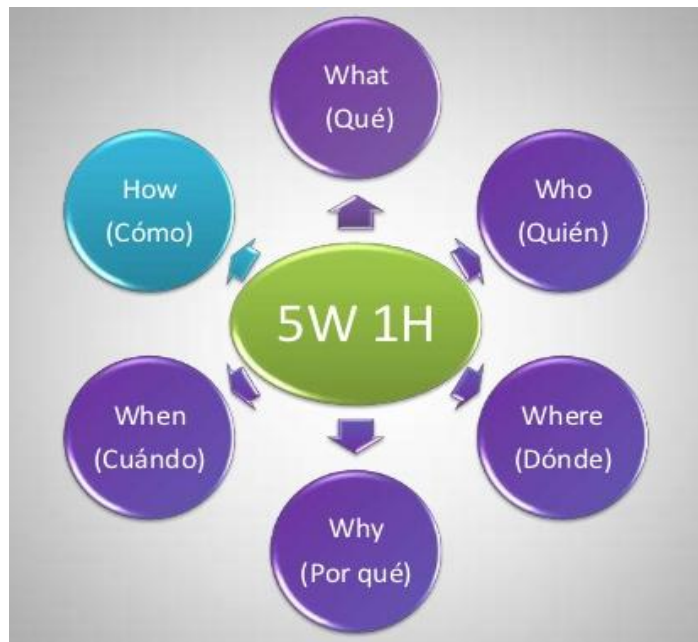 What
(Qué)
How
(Cómo)
Who
(Quién)
5W 1H
When
(Cuándo)
Where
(Dónde)
Why
(Por qué)